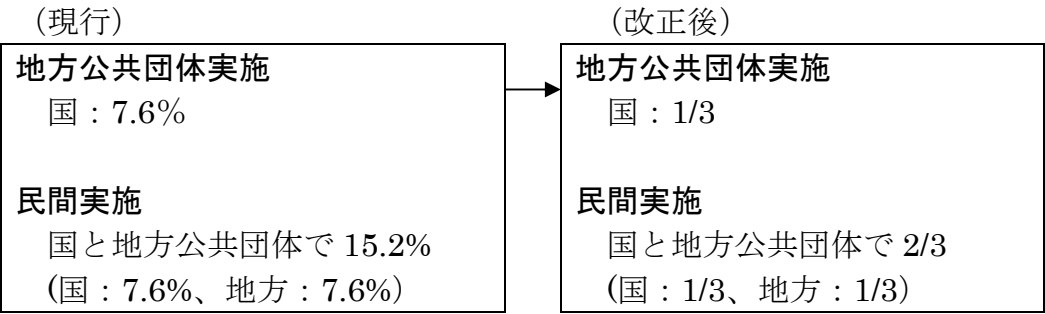 （現行）
地方公共団体実施
国：7.6％
民間実施
国と地方公共団体で 15.2%
(国：7.6%、地方：7.6%）
（改正後）
地方公共団体実施
国：1/3
民間実施
国と地方公共団体で 2/3
(国：1/3、地方：1/3）